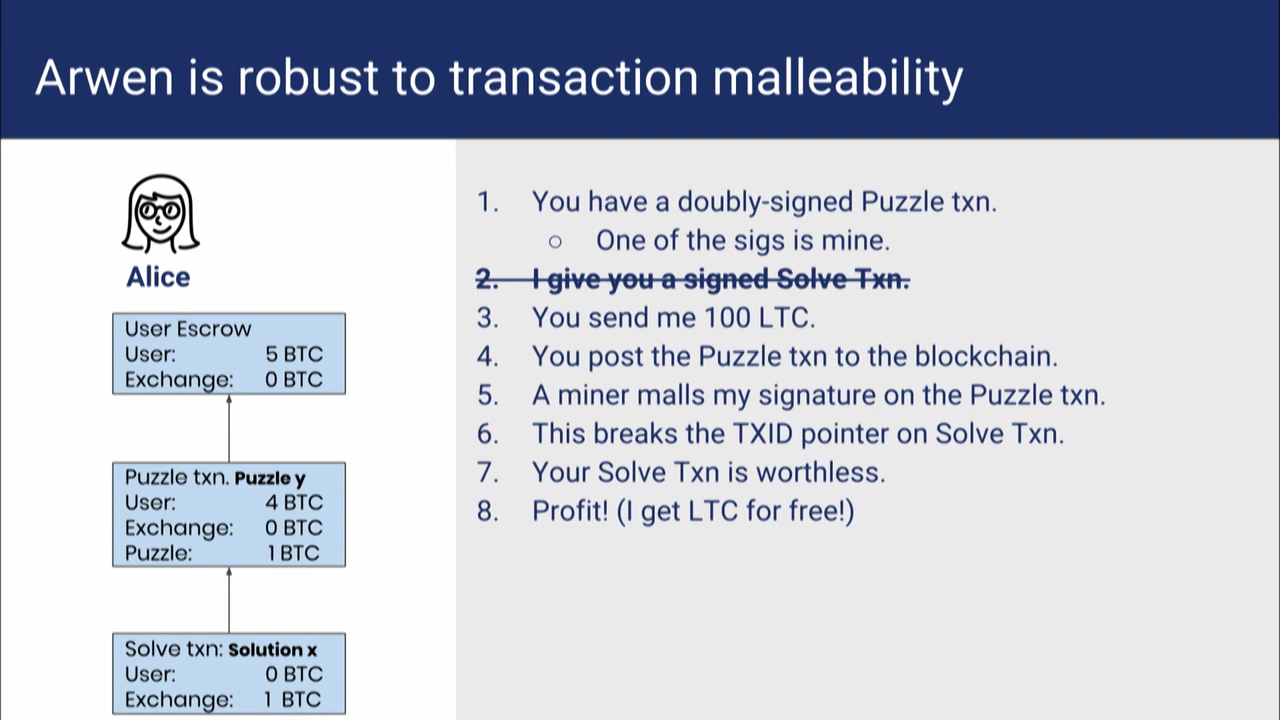 Arwen is robust to transaction malleability
Alice
User Escrow
User: 5 BTC
Exchange: 0 BTC
Puzzle txn. Puzzle y
User: 4 BTC
Exchange: 0 BTC
Puzzle: 1 BTC
Solve txn: Solution x
User: 0 BTC
Exchange: 1 BTC
1. You have a doubly-signed Puzzle txn.
○ One of the sigs is mine.
2. I give you a signed Solve Txn.
3. You send me 100 LTC.
4. You post the Puzzle txn to the blockchain.
5. A miner malls my signature on the Puzzle txn.
6. This breaks the TXID pointer on Solve Txn.
7. Your Solve Txn is worthless.
8. Profit! (I get LTC for free!)